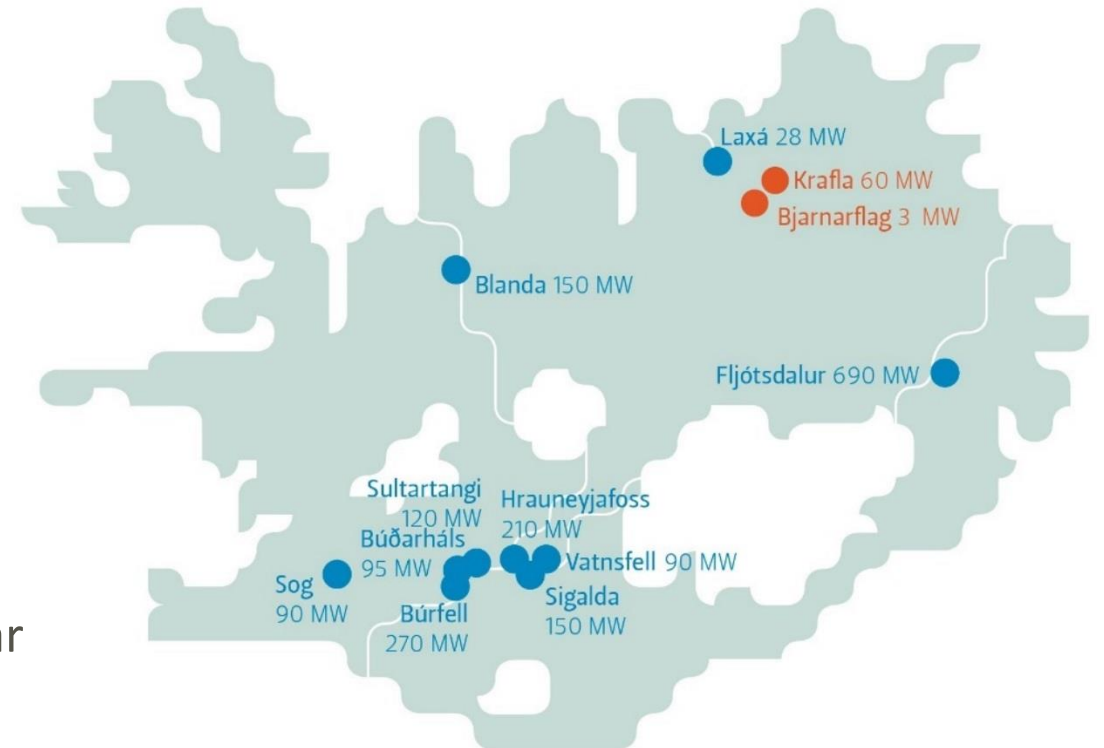 Laxá 28 MW
Krafla 60 MW
Bjarnarflag 3 MW
Blanda 150 MW
Fljótsdalur 690 MW
Sultartangi
120 MW
Hrauneyjafoss
210 MW
Búðarháls
95 MW
Vatnsfell 90 MW
Sog
90 MW
Sigalda
150 MW
Búrfell
270 MW